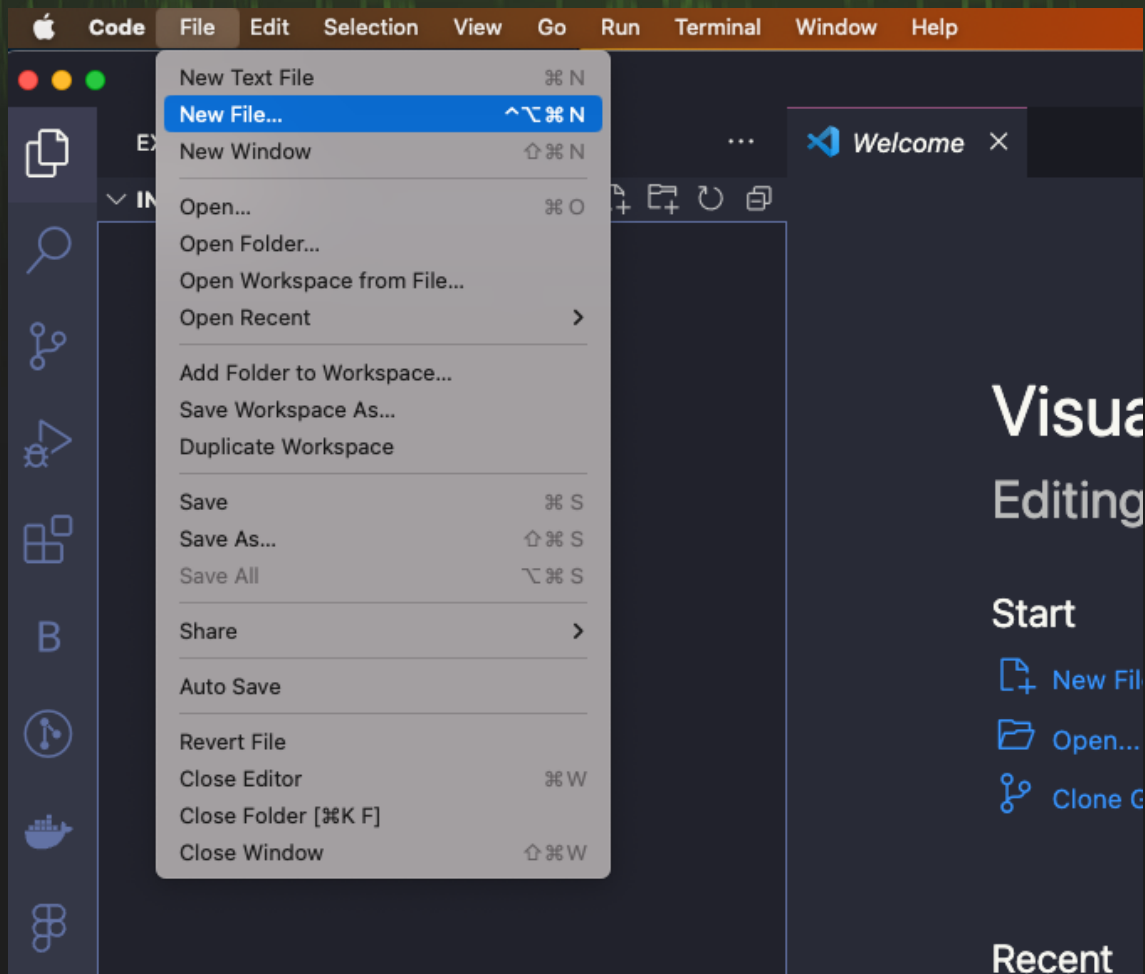 Code File Edit Selection View Go Run Terminal Window Help
New Text File ⌘ N
New File... ^⌥⌘ N
New Window ⇧⌘ N
Open... ⌘ O
Open Folder...
Open Workspace from File...
Open Recent >
Add Folder to Workspace...
Save Workspace As...
Duplicate Workspace
Save ⌘ S
Save As... ⇧⌘ S
Save All ⌥⌘ S
Share >
Auto Save
Revert File
Close Editor ⌘ W
Close Folder [⌘K F]
Close Window ⇧⌘ W
B
Welcome
Editing
Start
Open...
Clone
Recent